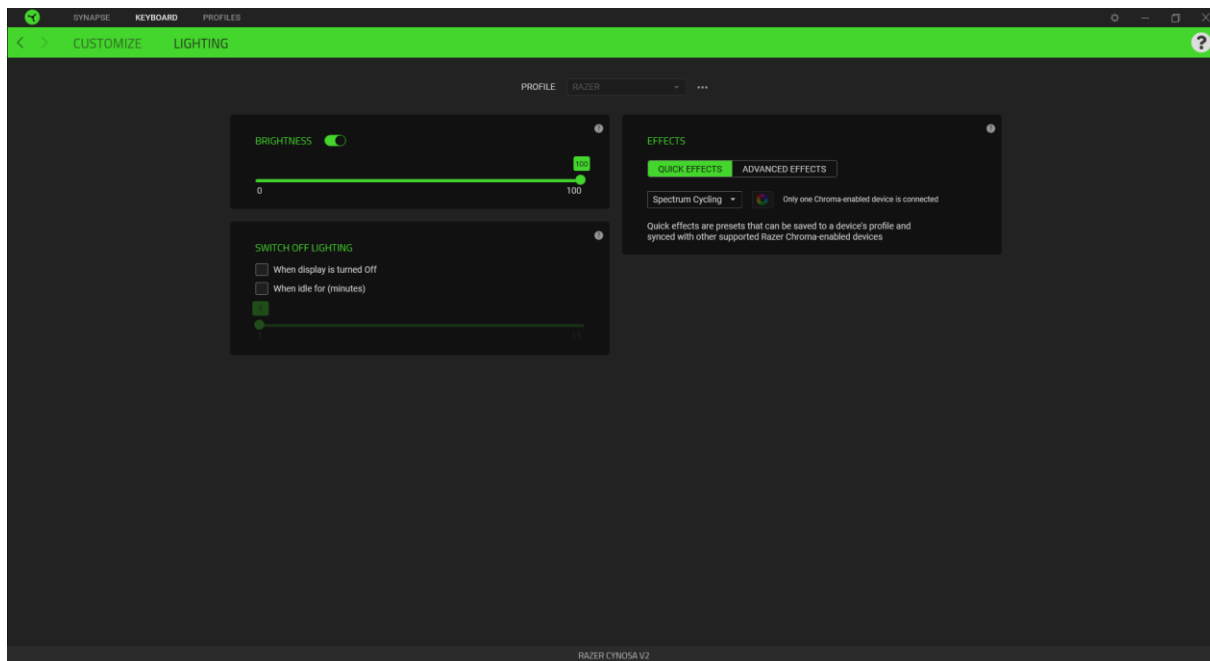 SYNAPSE KEYBOARD PROFILES
CUSTOMIZE LIGHTING
?
PROFILE RAZER
BRIGHTNESS
?
100
0 100
SWITCH OFF LIGHTING
?
When display is turned Off
When idle for (minutes)
1
1 15
EFFECTS
?
QUICK EFFECTS ADVANCED EFFECTS
Spectrum Cycling Only one Chroma-enabled device is connected
Quick effects are presets that can be saved to a device's profile and
synced with other supported Razer Chroma-enabled devices
RAZER CYNOSA V2